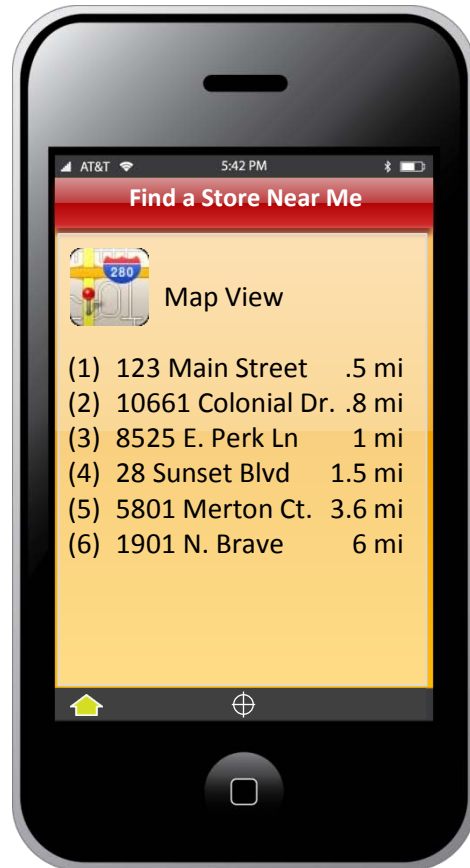 AT&T 5:42 PM
Find a Store Near Me
280
Map View
(1) 123 Main Street .5 mi
(2) 10661 Colonial Dr. .8 mi
(3) 8525 E. Perk Ln 1 mi
(4) 28 Sunset Blvd 1.5 mi
(5) 5801 Merton Ct. 3.6 mi
(6) 1901 N. Brave 6 mi